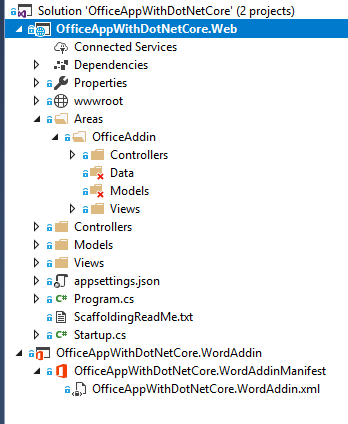 Solution 'OfficeAppWithDotNetCore' (2 projects)
OfficeAppWithDotNetCore.Web
Connected Services
Dependencies
Properties
wwwroot
Areas
OfficeAddin
Controllers
Data
Models
Views
Controllers
Models
Views
appsettings.json
C# Program.cs
ScaffoldingReadMe.txt
C# Startup.cs
OfficeAppWithDotNetCore.WordAddin
OfficeAppWithDotNetCore.WordAddinManifest
OfficeAppWithDotNetCore.WordAddin.xml